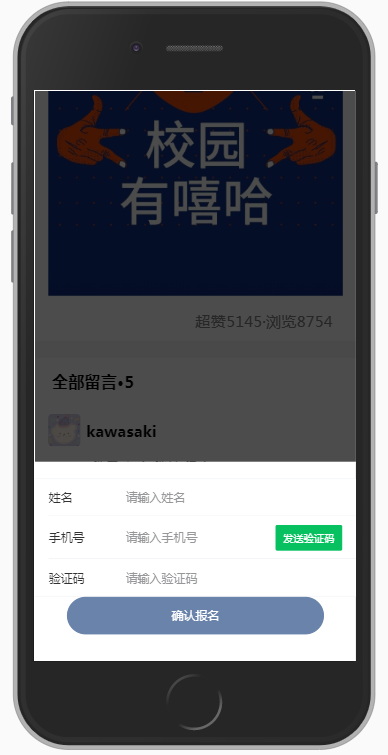 校园
有嘻哈
超赞5145·浏览8754
全部留言•5
kawasaki
姓名 请输入姓名
手机号 请输入手机号 发送验证码
验证码 请输入验证码
确认报名